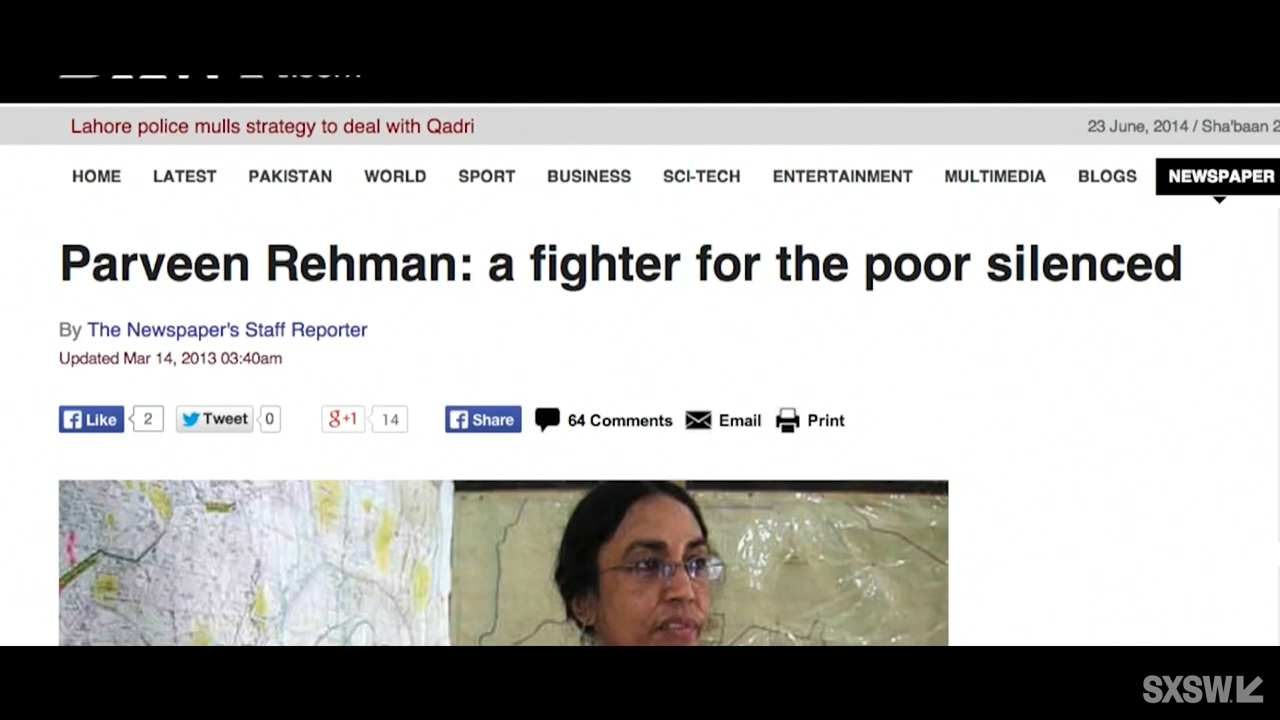 Lahore police mulls strategy to deal with Qadri
23 June, 2014 / Sha'baan 2
HOME LATEST PAKISTAN WORLD SPORT BUSINESS SCI-TECH ENTERTAINMENT MULTIMEDIA BLOGS NEWSPAPER
Parveen Rehman: a fighter for the poor silenced
By The Newspaper's Staff Reporter
Updated Mar 14, 2013 03:40am
Like 2 Tweet 0 g+1 14 Share 64 Comments Email Print
SXSW.